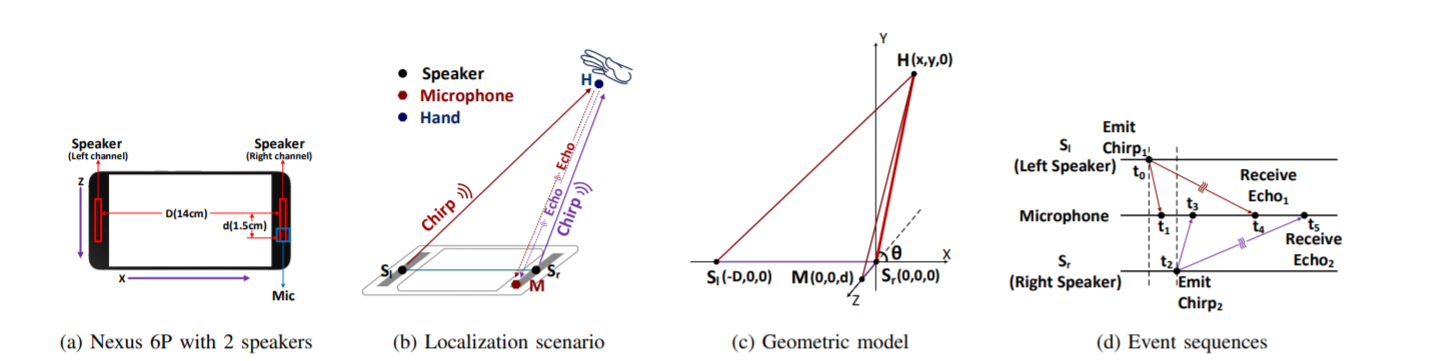 Speaker
(Left channel)
Speaker
(Right channel)
Z
D(14cm)
d(1.5cm)
X
Mic
(a) Nexus 6P with 2 speakers
Speaker
Microphone
Hand
H
Echo
Echo
Chirp
Chirp
Sl
Sr
M
(b) Localization scenario
Y
H(x,y,0)
θ
X
Sl(-D,0,0)
M(0,0,d)
Sr(0,0,0)
Z
(c) Geometric model
Emit
Chirp1
Sl
(Left Speaker)
t0
Receive
Echo1
t3
Microphone
t1
t4
t5
Receive
Echo2
Sr
(Right Speaker)
t2
Emit
Chirp2
(d) Event sequences